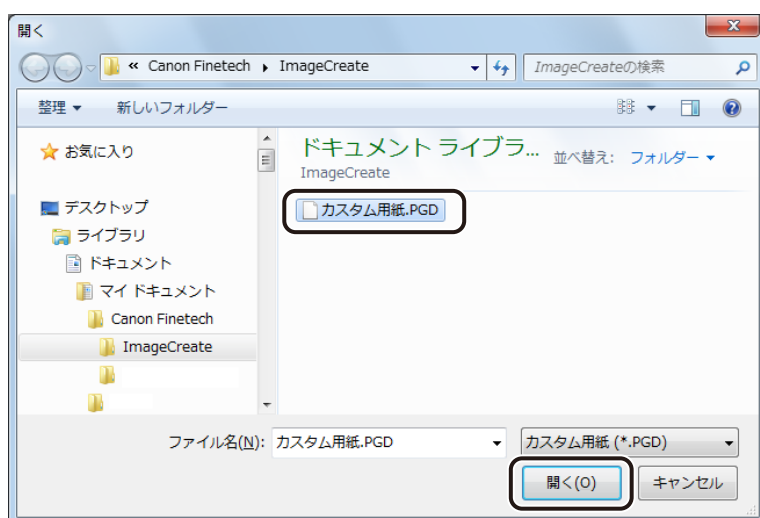 開く
« Canon Finetech ▸ ImageCreate
ImageCreateの検索
整理 ▼ 新しいフォルダー
お気に入り
デスクトップ
ライブラリ
ドキュメント
マイ ドキュメント
Canon Finetech
ImageCreate
ドキュメント ライブラ...
ImageCreate
並べ替え: フォルダー ▼
カスタム用紙.PGD
ファイル名(N): カスタム用紙.PGD
カスタム用紙 (*.PGD)
開く(O)
キャンセル